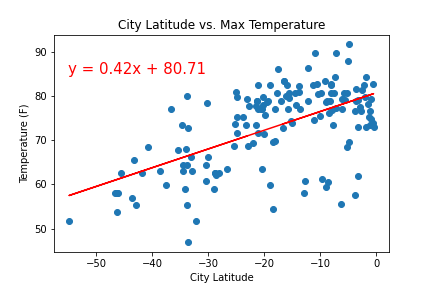 City Latitude vs. Max Temperature
y = 0.42x + 80.71
Temperature (F)
90
80
70
60
50
−50
−40
−30
−20
−10
0
City Latitude